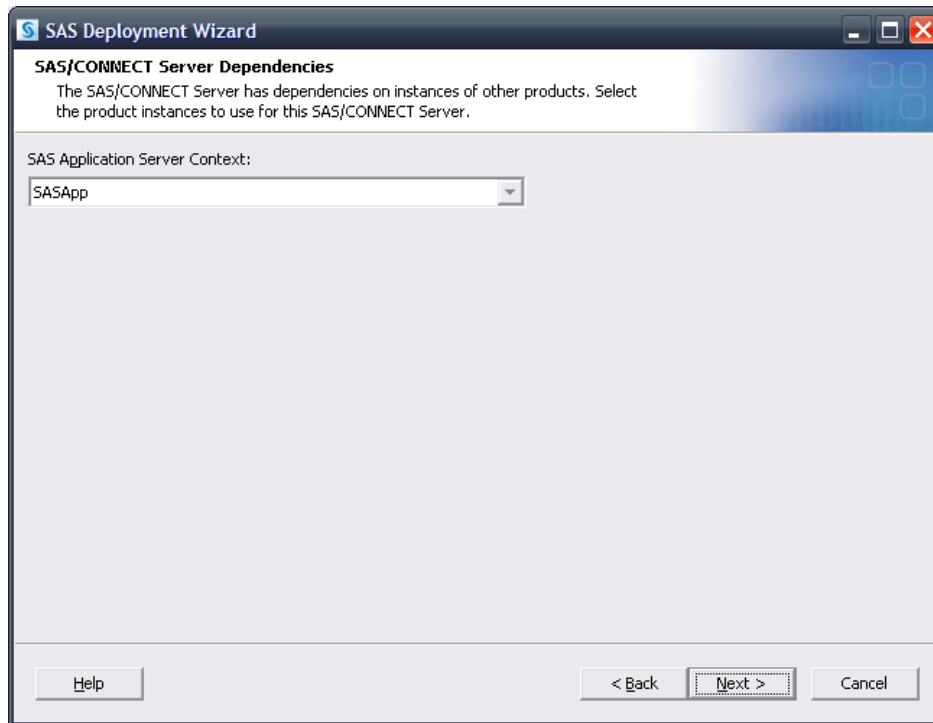 SAS Deployment Wizard
SAS/CONNECT Server Dependencies
The SAS/CONNECT Server has dependencies on instances of other products. Select
the product instances to use for this SAS/CONNECT Server.
SAS Application Server Context:
SASApp
Help
< Back
Next >
Cancel